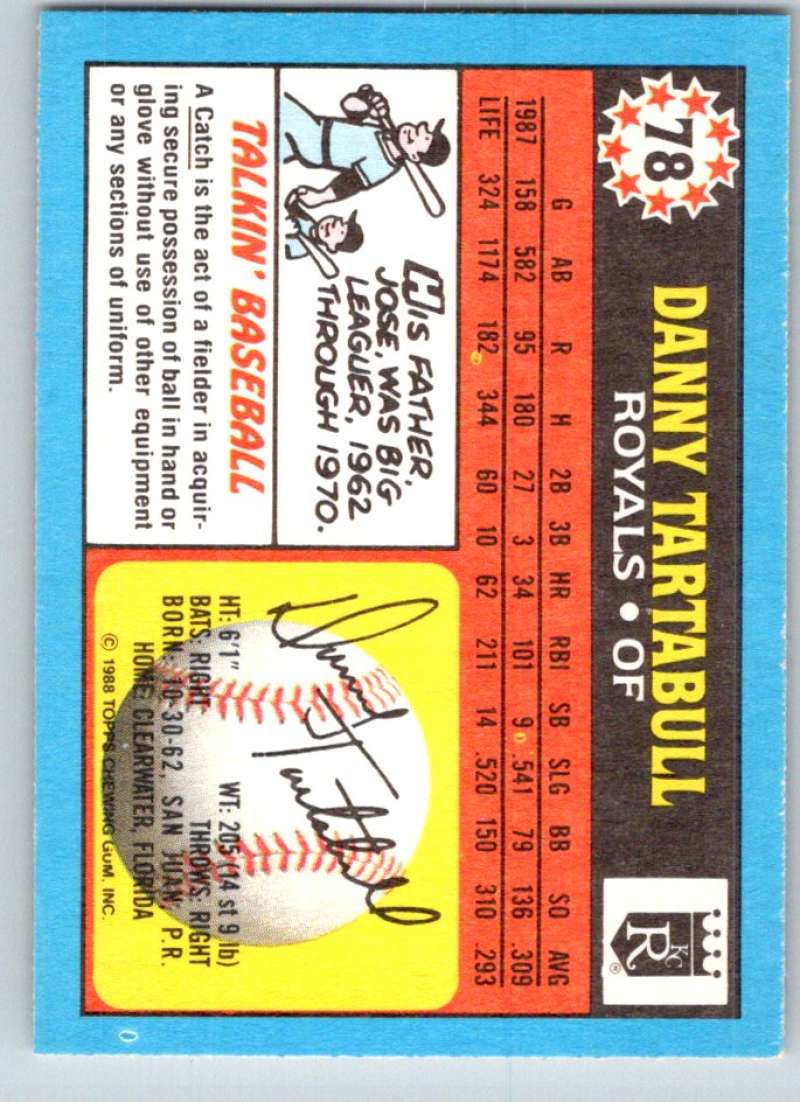 78
DANNY TARTABULL
ROYALS • OF
KC
R
®
G AB R H 2B 3B HR RBI SB SLG BB SO AVG
1987 158 582 95 180 27 3 34 101 9 .541 79 136 .309
LIFE 324 1174 182 344 60 10 62 211 14 .520 150 310 .293
HIS FATHER,
JOSE, WAS BIG
LEAGUER, 1962
THROUGH 1970.
TALKIN' BASEBALL
A Catch is the act of a fielder in acquir-
ing secure possession of ball in hand or
glove without use of other equipment
or any sections of uniform.
Danny Tartabull
HT: 6'1" WT: 205 (14 st 9 lb)
BATS: RIGHT THROWS: RIGHT
BORN: 10-30-62, SAN JUAN, P.R.
HOME: CLEARWATER, FLORIDA
© 1988 TOPPS CHEWING GUM, INC.